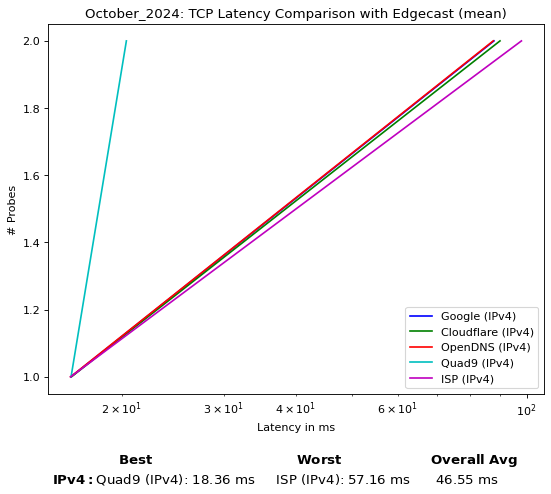 October_2024: TCP Latency Comparison with Edgecast (mean)
2.0
1.8
1.6
1.4
1.2
1.0
# Probes
Google (IPv4)
Cloudflare (IPv4)
OpenDNS (IPv4)
Quad9 (IPv4)
ISP (IPv4)
2 × 10¹ 3 × 10¹ 4 × 10¹ 6 × 10¹ 10²
Latency in ms
Best Worst Overall Avg
IPv4: Quad9 (IPv4): 18.36 ms ISP (IPv4): 57.16 ms 46.55 ms